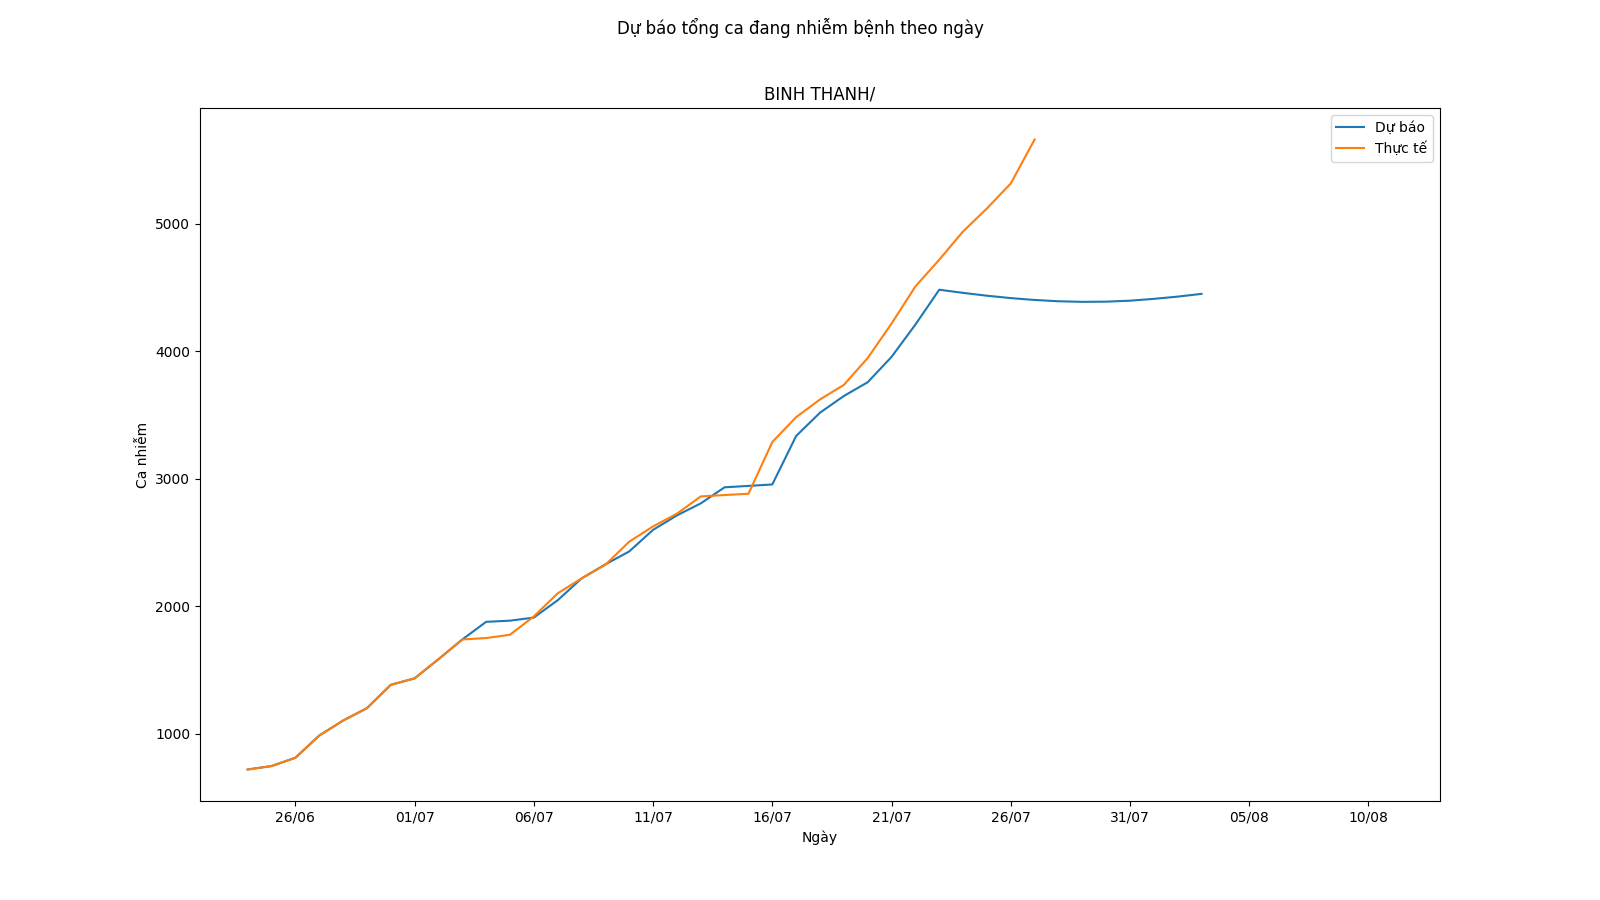 Dự báo tổng ca đang nhiễm bệnh theo ngày
BINH THANH/
Dự báo
Thực tế
5000
4000
3000
2000
1000
Ca nhiễm
26/06 01/07 06/07 11/07 16/07 21/07 26/07 31/07 05/08 10/08
Ngày